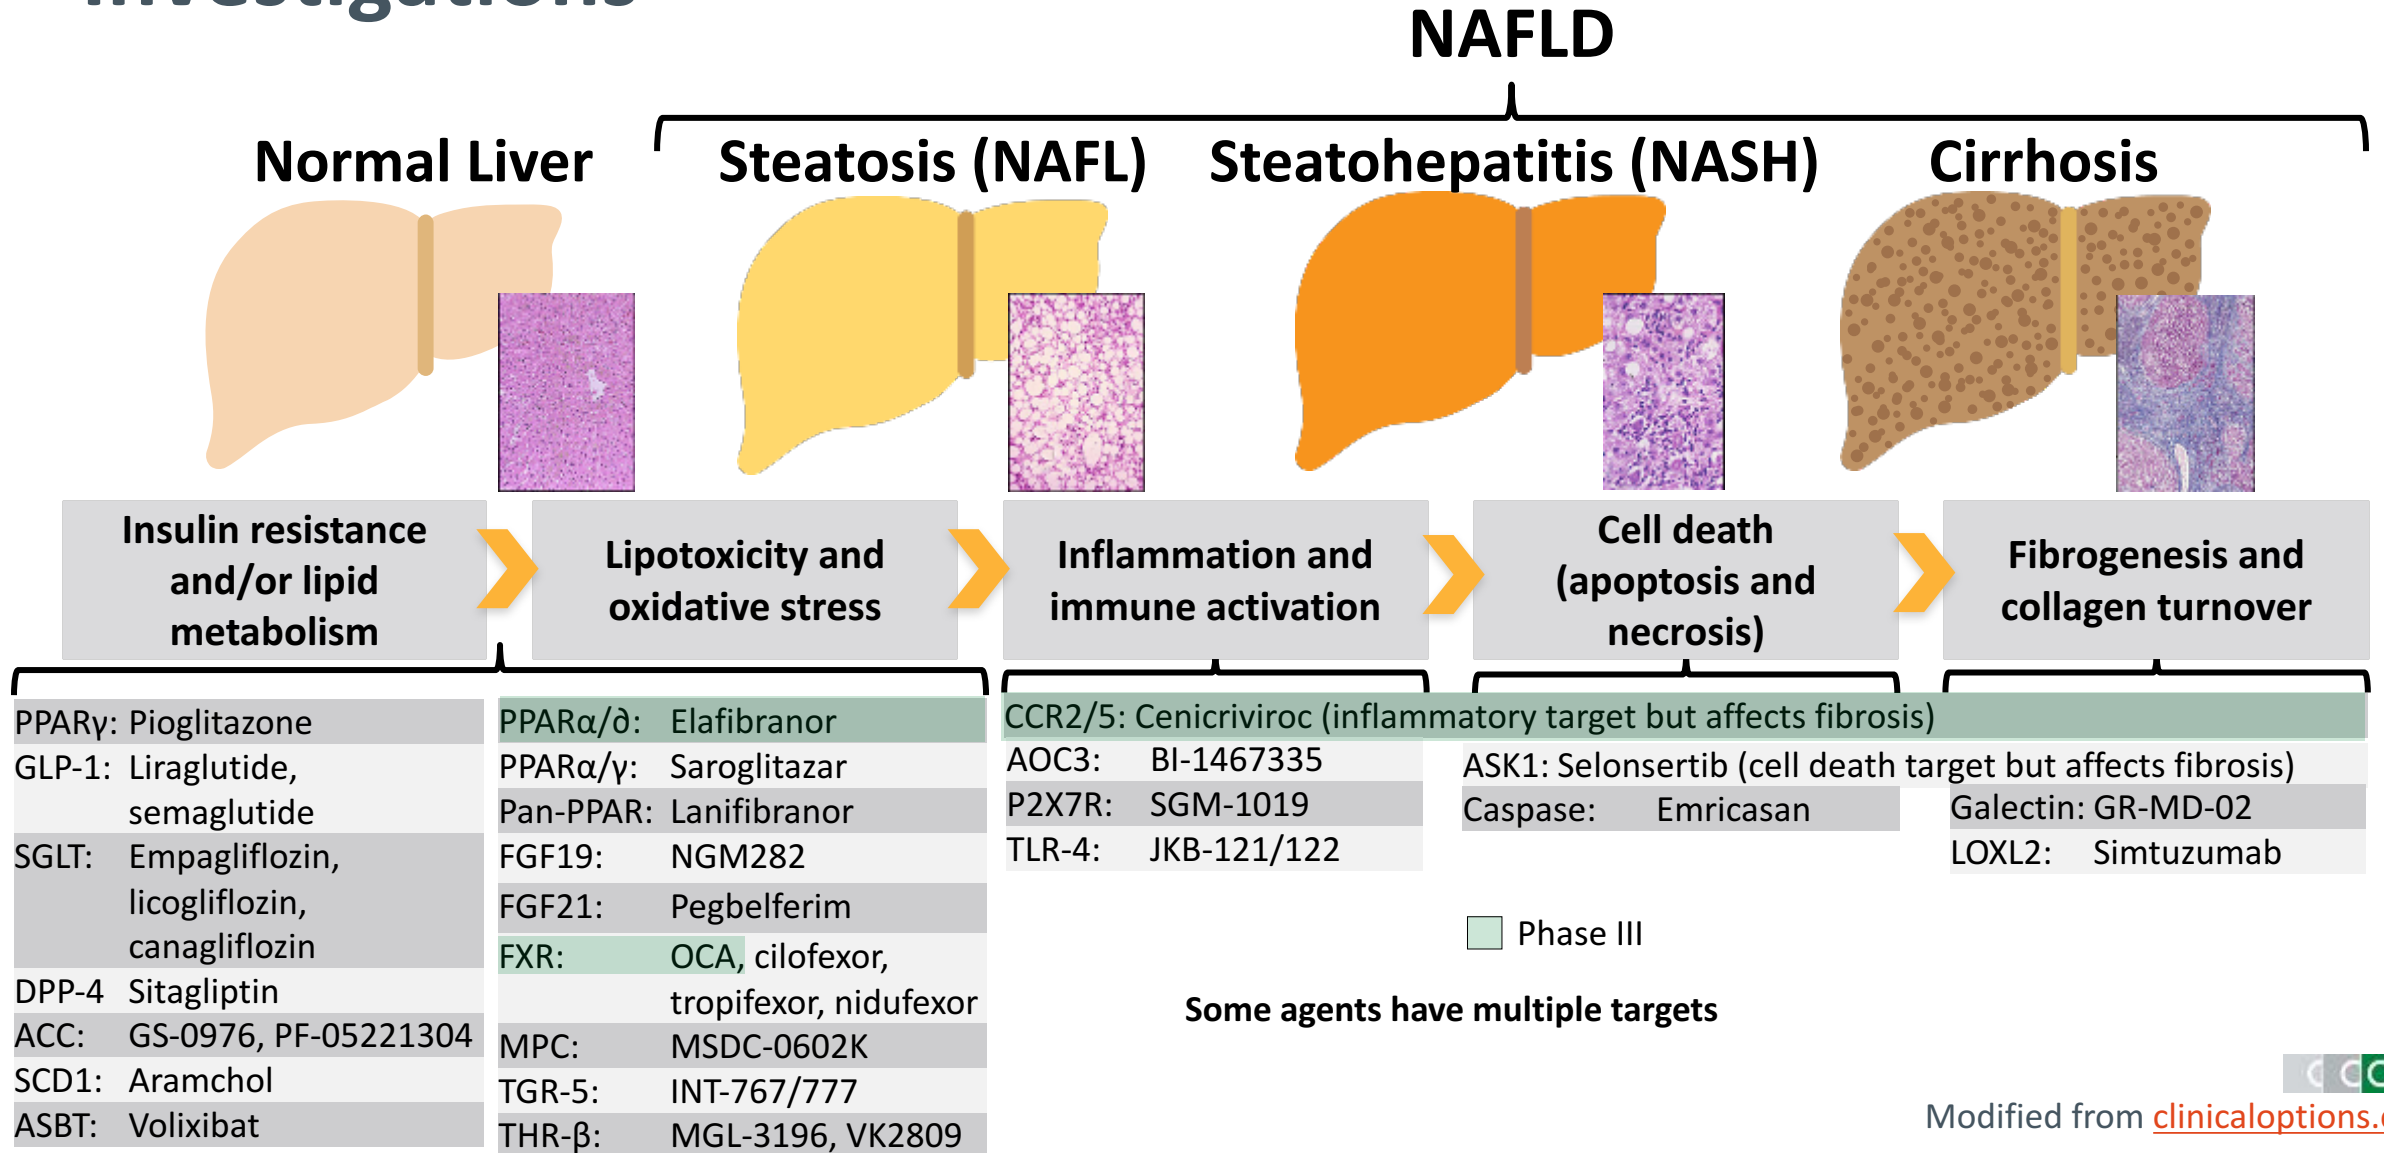 Investigations
NAFLD
Normal Liver
Steatosis (NAFL)
Steatohepatitis (NASH)
Cirrhosis
Insulin resistance
and/or lipid
metabolism
Lipotoxicity and
oxidative stress
Inflammation and
immune activation
Cell death
(apoptosis and
necrosis)
Fibrogenesis and
collagen turnover
PPARγ: Pioglitazone
GLP-1: Liraglutide,
semaglutide
SGLT: Empagliflozin,
licogliflozin,
canagliflozin
DPP-4 Sitagliptin
ACC: GS-0976, PF-05221304
SCD1: Aramchol
ASBT: Volixibat
PPARα/∂: Elafibranor
PPARα/γ: Saroglitazar
Pan-PPAR: Lanifibranor
FGF19: NGM282
FGF21: Pegbelferim
FXR: OCA, cilofexor,
tropifexor, nidufexor
MPC: MSDC-0602K
TGR-5: INT-767/777
THR-β: MGL-3196, VK2809
CCR2/5: Cenicriviroc (inflammatory target but affects fibrosis)
AOC3: BI-1467335
P2X7R: SGM-1019
TLR-4: JKB-121/122
ASK1: Selonsertib (cell death target but affects fibrosis)
Caspase: Emricasan
Galectin: GR-MD-02
LOXL2: Simtuzumab
Phase III
Some agents have multiple targets
Modified from clinicaloptions.